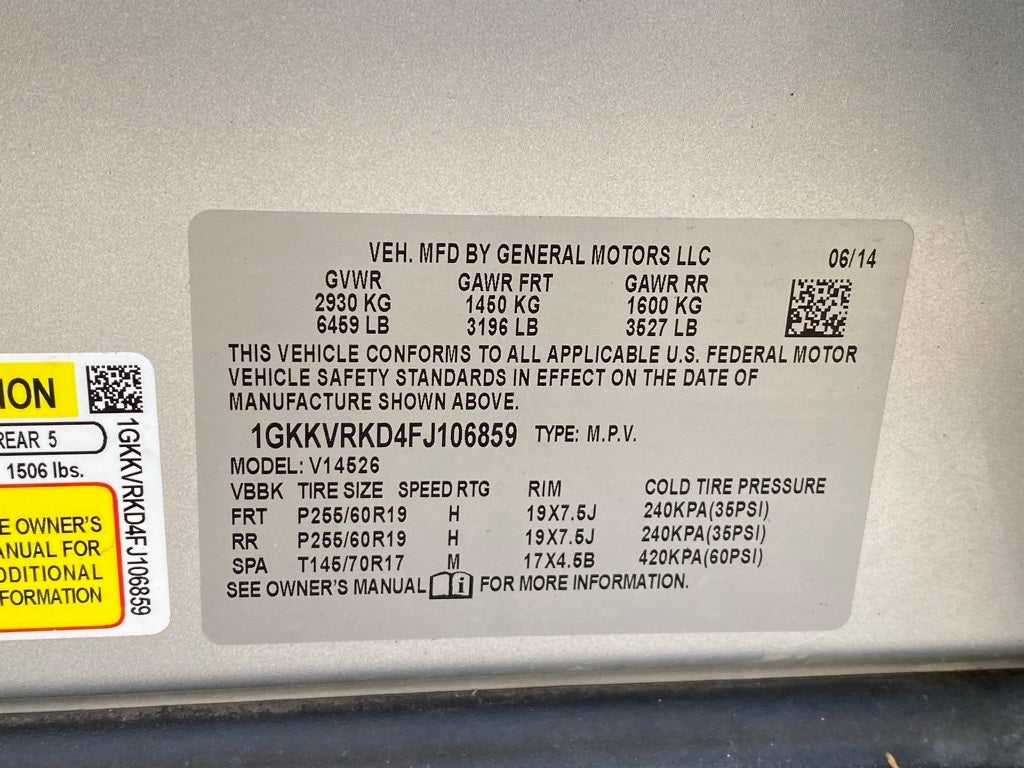 VEH. MFD BY GENERAL MOTORS LLC 06/14
GVWR GAWR FRT GAWR RR
2930 KG 1450 KG 1600 KG
6459 LB 3196 LB 3527 LB
THIS VEHICLE CONFORMS TO ALL APPLICABLE U.S. FEDERAL MOTOR
VEHICLE SAFETY STANDARDS IN EFFECT ON THE DATE OF
MANUFACTURE SHOWN ABOVE.
1GKKVRKD4FJ106859 TYPE: M.P.V.
MODEL: V14526
VBBK TIRE SIZE SPEED RTG RIM COLD TIRE PRESSURE
FRT P255/60R19 H 19X7.5J 240KPA(35PSI)
RR P255/60R19 H 19X7.5J 240KPA(35PSI)
SPA T145/70R17 M 17X4.5B 420KPA(60PSI)
SEE OWNER'S MANUAL i FOR MORE INFORMATION.
ION
REAR 5
1506 lbs.
E OWNER'S
ANUAL FOR
DDITIONAL
FORMATION
1GKKVRKD4FJ106859